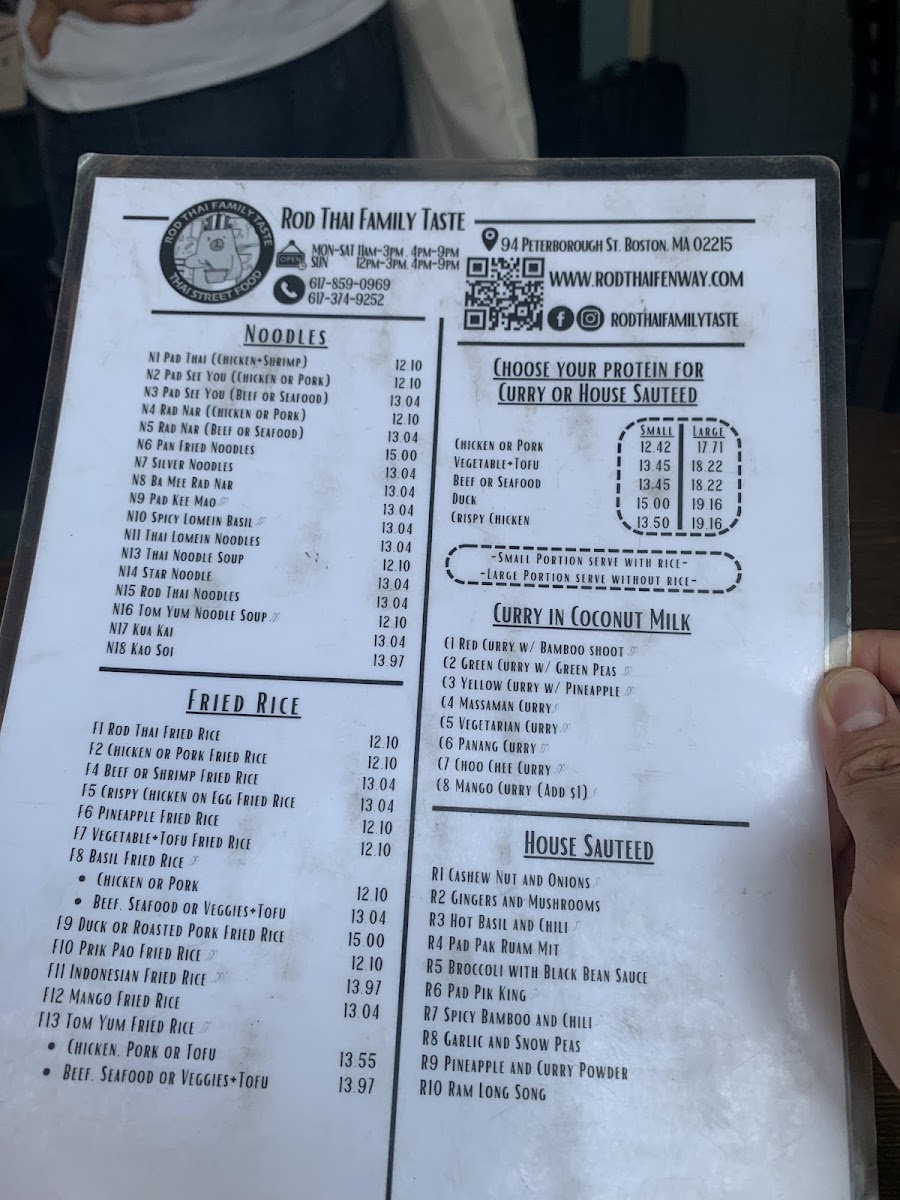 ROD THAI FAMILY TASTE
THAI STREET FOOD
ROD THAI FAMILY TASTE
OPEN
MON-SAT 11AM-3PM, 4PM-9PM
SUN 12PM-3PM, 4PM-9PM
617-859-0969
617-374-9252
94 PETERBOROUGH ST. BOSTON, MA 02215
WWW.RODTHAIFENWAY.COM
RODTHAIFAMILYTASTE
NOODLES
N1 PAD THAI (CHICKEN+SHRIMP) 12.10
N2 PAD SEE YOU (CHICKEN OR PORK) 12.10
N3 PAD SEE YOU (BEEF OR SEAFOOD) 13.04
N4 RAD NAR (CHICKEN OR PORK) 12.10
N5 RAD NAR (BEEF OR SEAFOOD) 13.04
N6 PAN FRIED NOODLES 15.00
N7 SILVER NOODLES 13.04
N8 BA MEE RAD NAR 13.04
N9 PAD KEE MAO 13.04
N10 SPICY LOMEIN BASIL 13.04
N11 THAI LOMEIN NOODLES 13.04
N13 THAI NOODLE SOUP 12.10
N14 STAR NOODLE 13.04
N15 ROD THAI NOODLES 13.04
N16 TOM YUM NOODLE SOUP 12.10
N17 KUA KAI 13.04
N18 KAO SOI 13.97
FRIED RICE
F1 ROD THAI FRIED RICE 12.10
F2 CHICKEN OR PORK FRIED RICE 12.10
F4 BEEF OR SHRIMP FRIED RICE 13.04
F5 CRISPY CHICKEN ON EGG FRIED RICE 13.04
F6 PINEAPPLE FRIED RICE 12.10
F7 VEGETABLE+TOFU FRIED RICE 12.10
F8 BASIL FRIED RICE
• CHICKEN OR PORK 12.10
• BEEF, SEAFOOD OR VEGGIES+TOFU 13.04
F9 DUCK OR ROASTED PORK FRIED RICE 15.00
F10 PRIK PAO FRIED RICE 12.10
F11 INDONESIAN FRIED RICE 13.97
F12 MANGO FRIED RICE 13.04
F13 TOM YUM FRIED RICE
• CHICKEN, PORK OR TOFU 13.55
• BEEF, SEAFOOD OR VEGGIES+TOFU 13.97
CHOOSE YOUR PROTEIN FOR
CURRY OR HOUSE SAUTEED
SMALL LARGE
CHICKEN OR PORK 12.42 17.71
VEGETABLE+TOFU 13.45 18.22
BEEF OR SEAFOOD 13.45 18.22
DUCK 15.00 19.16
CRISPY CHICKEN 13.50 19.16
-SMALL PORTION SERVE WITH RICE-
-LARGE PORTION SERVE WITHOUT RICE-
CURRY IN COCONUT MILK
C1 RED CURRY W/ BAMBOO SHOOT
C2 GREEN CURRY W/ GREEN PEAS
C3 YELLOW CURRY W/ PINEAPPLE
C4 MASSAMAN CURRY
C5 VEGETARIAN CURRY
C6 PANANG CURRY
C7 CHOO CHEE CURRY
C8 MANGO CURRY (ADD $1)
HOUSE SAUTEED
R1 CASHEW NUT AND ONIONS
R2 GINGERS AND MUSHROOMS
R3 HOT BASIL AND CHILI
R4 PAD PAK RUAM MIT
R5 BROCCOLI WITH BLACK BEAN SAUCE
R6 PAD PIK KING
R7 SPICY BAMBOO AND CHILI
R8 GARLIC AND SNOW PEAS
R9 PINEAPPLE AND CURRY POWDER
R10 RAM LONG SONG